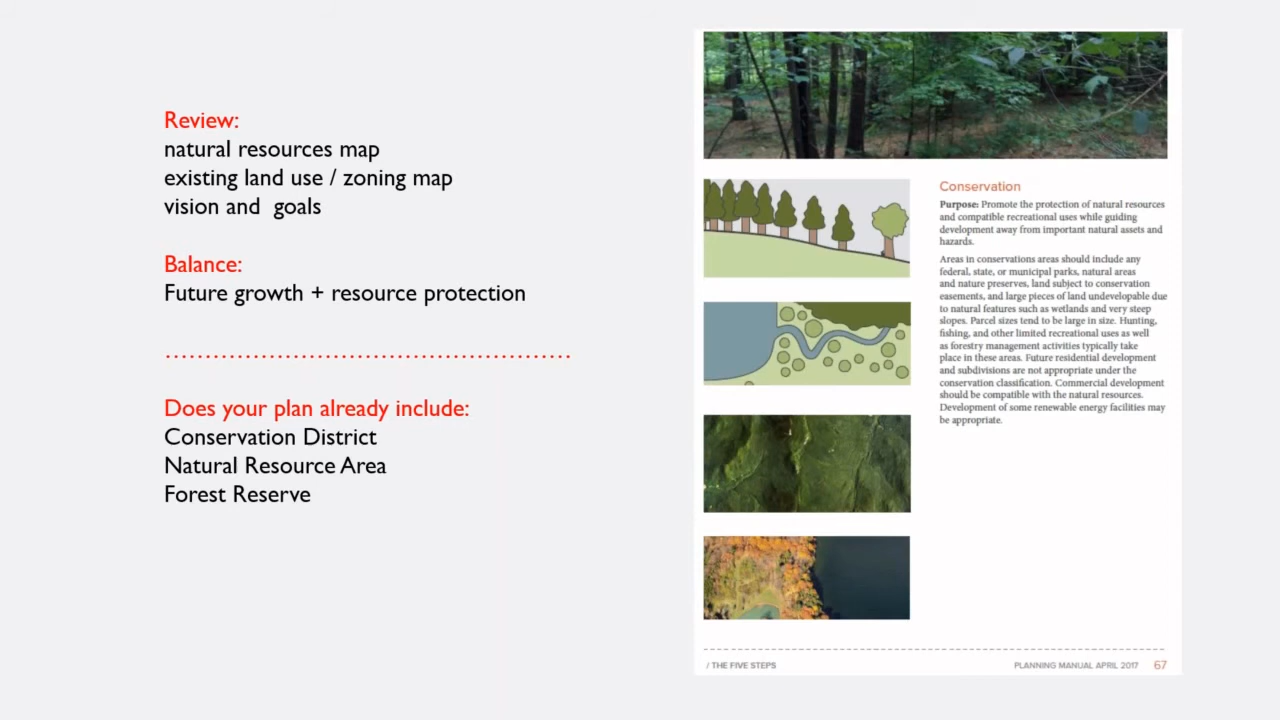 Review:
natural resources map
existing land use / zoning map
vision and goals
Balance:
Future growth + resource protection
Does your plan already include:
Conservation District
Natural Resource Area
Forest Reserve
Conservation
Purpose: Promote the protection of natural resources
and compatible recreational uses while guiding
development away from important natural assets and
hazards.
Areas in conservations areas should include any
federal, state, or municipal parks, natural areas
and nature preserves, land subject to conservation
easements, and large pieces of land undevelopable due
to natural features such as wetlands and very steep
slopes. Parcel sizes tend to be large in size. Hunting,
fishing, and other limited recreational uses as well
as forestry management activities typically take
place in these areas. Future residential development
and subdivisions are not appropriate under the
conservation classification. Commercial development
should be compatible with the natural resources.
Development of some renewable energy facilities may
be appropriate.
/ THE FIVE STEPS
PLANNING MANUAL APRIL 2017 67